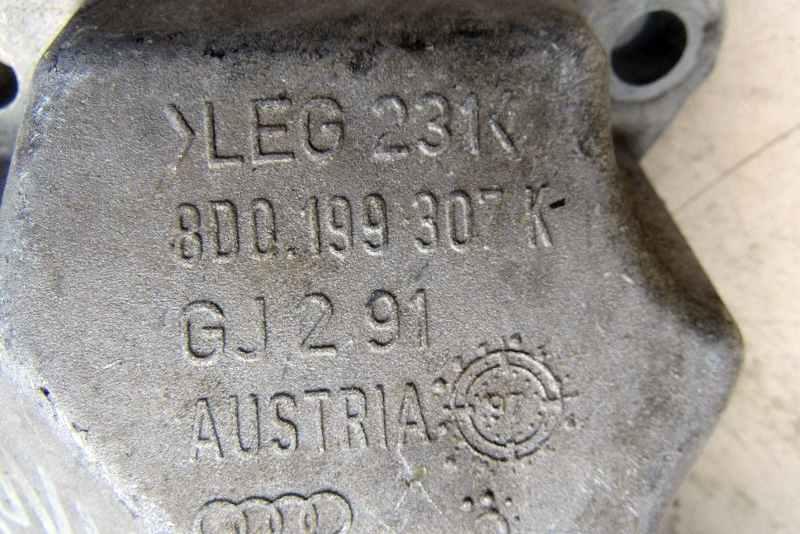 >LEG 231<
8D0.199 307 K
GJ 2.91
AUSTRIA
97